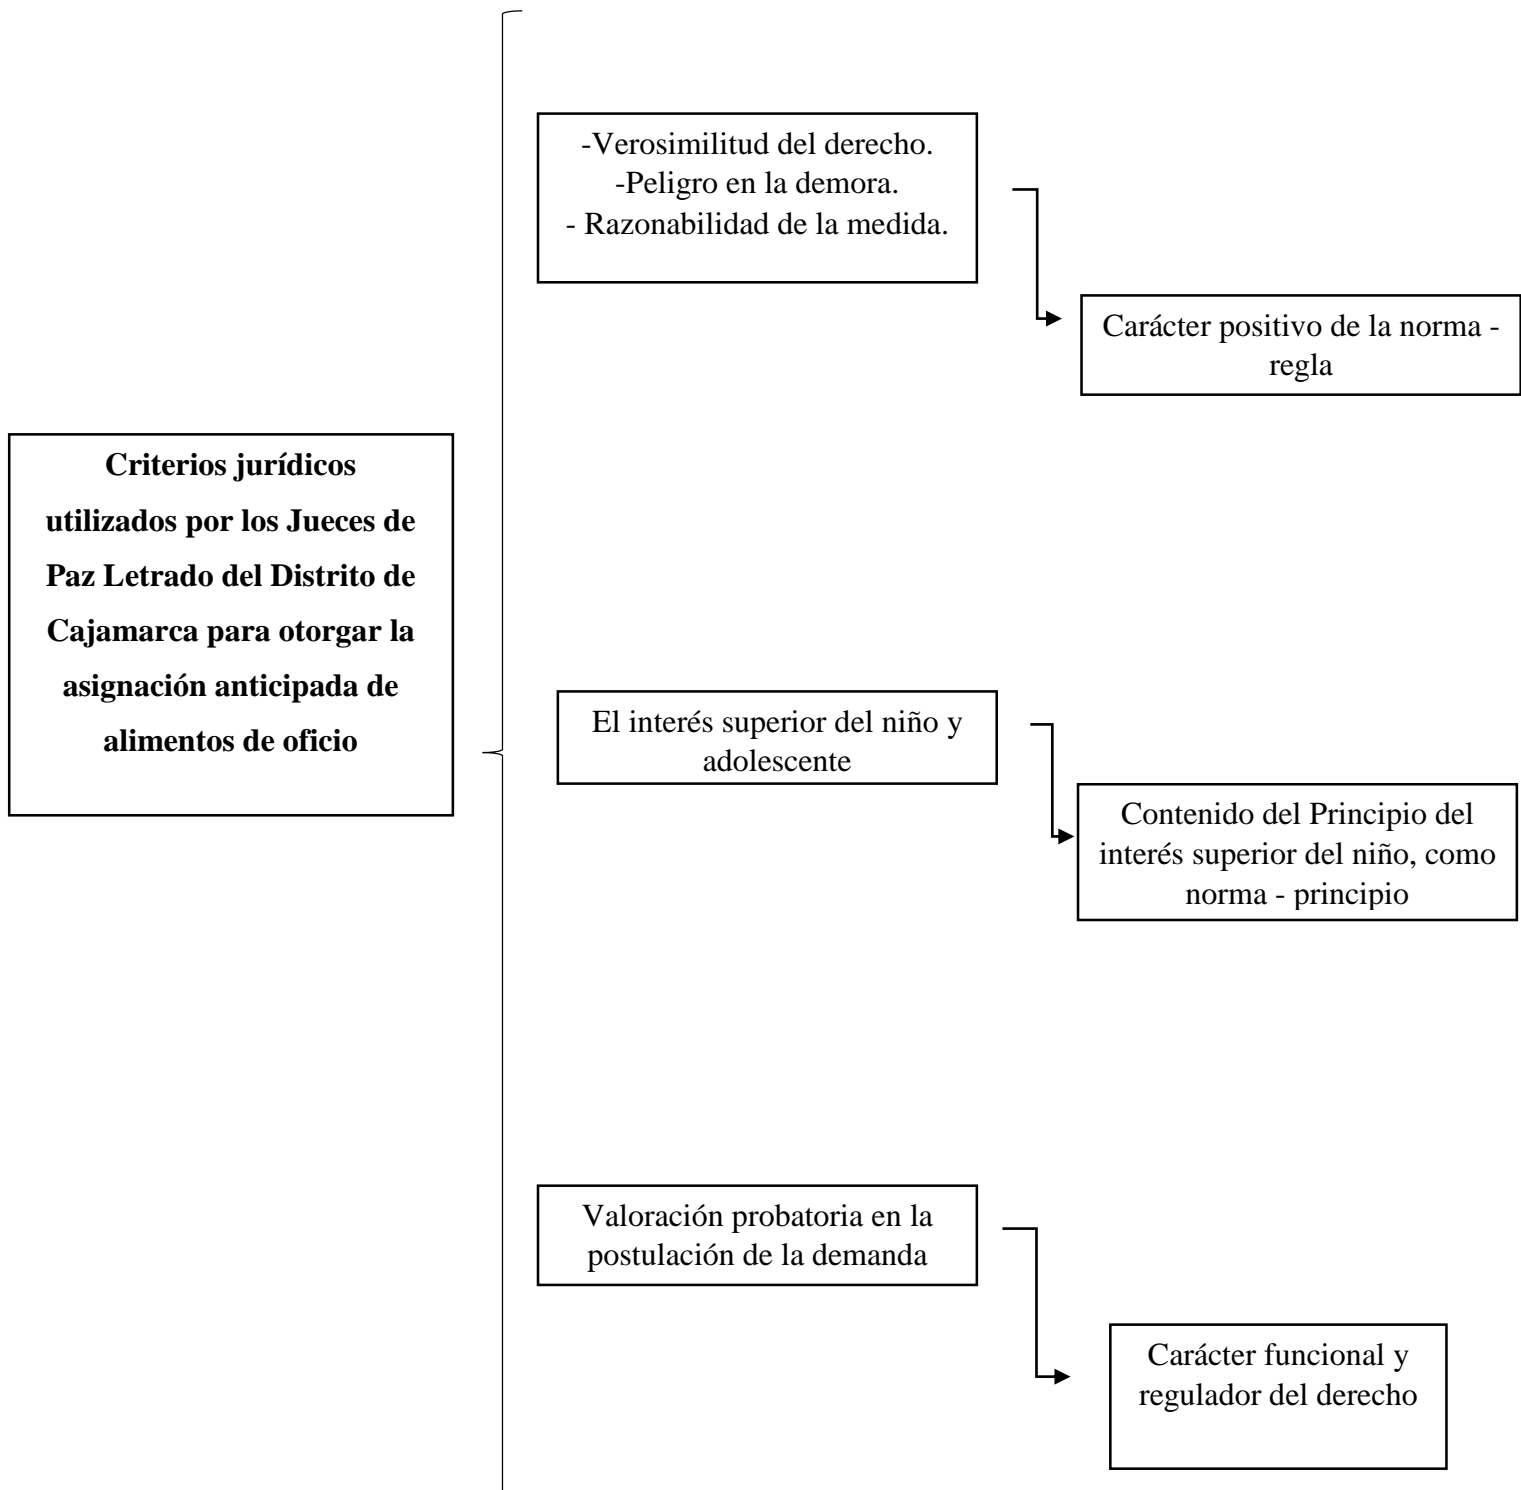 -Verosimilitud del derecho.
-Peligro en la demora.
- Razonabilidad de la medida.
Carácter positivo de la norma -
regla
Criterios jurídicos
utilizados por los Jueces de
Paz Letrado del Distrito de
Cajamarca para otorgar la
asignación anticipada de
alimentos de oficio
El interés superior del niño y
adolescente
Contenido del Principio del
interés superior del niño, como
norma - principio
Valoración probatoria en la
postulación de la demanda
Carácter funcional y
regulador del derecho